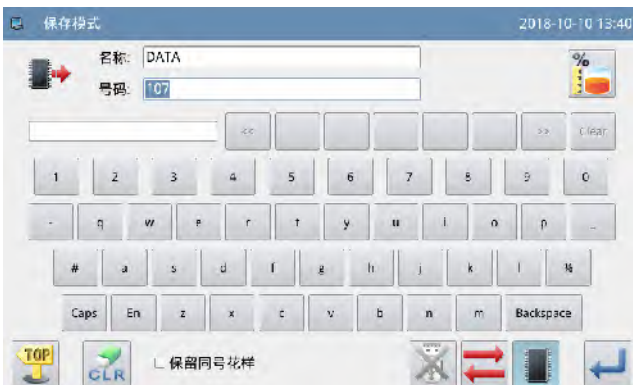 保存模式 2018-10-10 13:40
名称: DATA
号码: 107
<< >> Clear
1 2 3 4 5 6 7 8 9 0
- q w e r t y u i o p _
# a s d f g h j k l
Caps En z x c v b n m Backspace
TOP CLR 保留同号花样